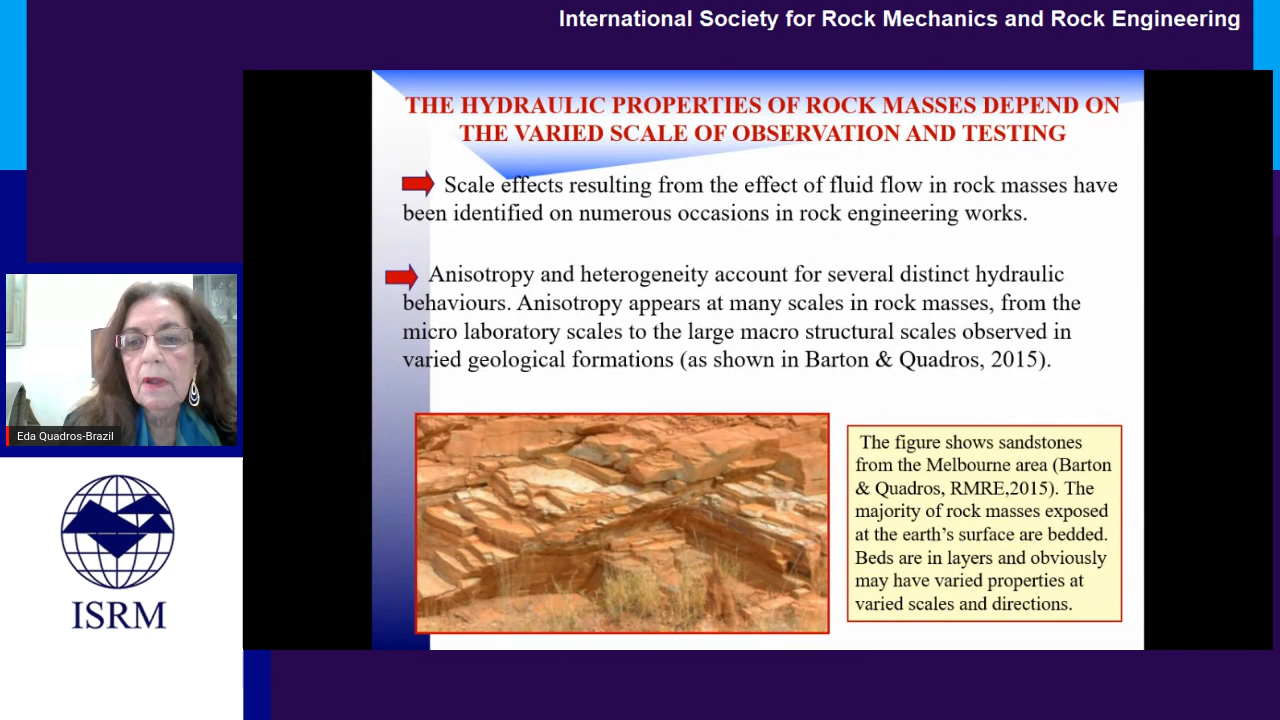 International Society for Rock Mechanics and Rock Engineering
THE HYDRAULIC PROPERTIES OF ROCK MASSES DEPEND ON
THE VARIED SCALE OF OBSERVATION AND TESTING
Scale effects resulting from the effect of fluid flow in rock masses have
been identified on numerous occasions in rock engineering works.
Anisotropy and heterogeneity account for several distinct hydraulic
behaviours. Anisotropy appears at many scales in rock masses, from the
micro laboratory scales to the large macro structural scales observed in
varied geological formations (as shown in Barton & Quadros, 2015).
The figure shows sandstones
from the Melbourne area (Barton
& Quadros, RMRE,2015). The
majority of rock masses exposed
at the earth’s surface are bedded.
Beds are in layers and obviously
may have varied properties at
varied scales and directions.
Eda Quadros-Brazil
ISRM